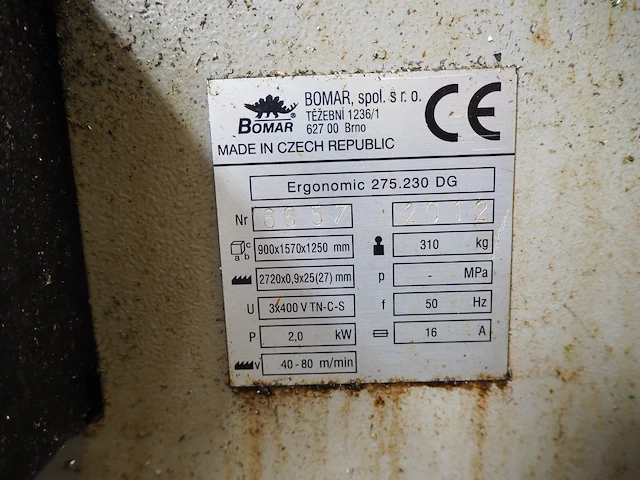 BOMAR
BOMAR, spol. s r. o.
TĚŽEBNÍ 1236/1
627 00 Brno
CE
MADE IN CZECH REPUBLIC
Ergonomic 275.230 DG
Nr 6657 2012
a b c 900x1570x1250 mm 310 kg
2720x0,9x25(27) mm p - MPa
U 3x400 V TN-C-S f 50 Hz
P 2,0 kW 16 A
v 40 - 80 m/min